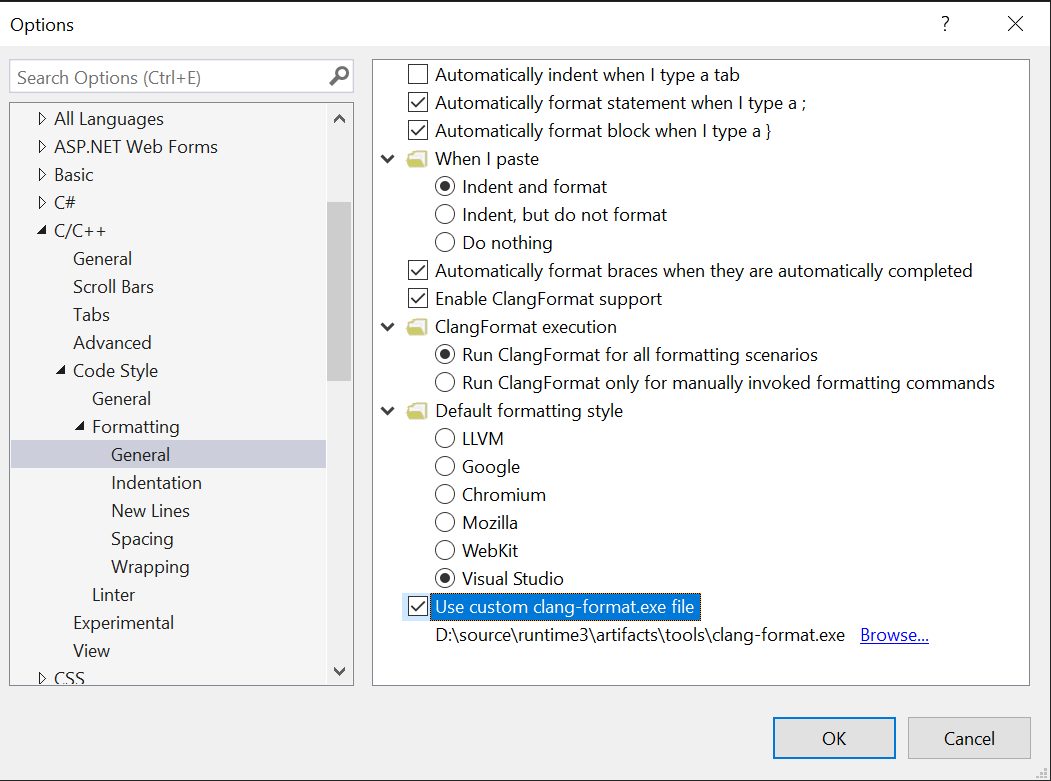 Options
?
Search Options (Ctrl+E)
All Languages
ASP.NET Web Forms
Basic
C#
C/C++
General
Scroll Bars
Tabs
Advanced
Code Style
General
Formatting
General
Indentation
New Lines
Spacing
Wrapping
Linter
Experimental
View
CSS
Automatically indent when I type a tab
Automatically format statement when I type a ;
Automatically format block when I type a }
When I paste
Indent and format
Indent, but do not format
Do nothing
Automatically format braces when they are automatically completed
Enable ClangFormat support
ClangFormat execution
Run ClangFormat for all formatting scenarios
Run ClangFormat only for manually invoked formatting commands
Default formatting style
LLVM
Google
Chromium
Mozilla
WebKit
Visual Studio
Use custom clang-format.exe file
D:\source\runtime3\artifacts\tools\clang-format.exe Browse...
OK Cancel